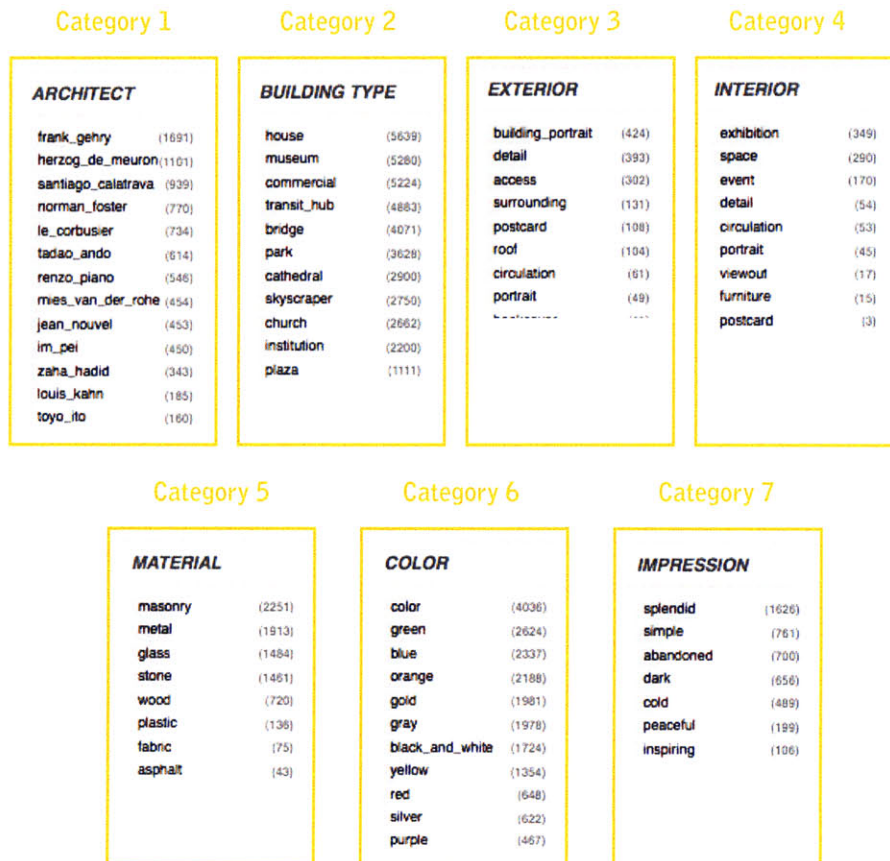 Category 1
ARCHITECT
frank_gehry (1691)
herzog_de_meuron (1101)
santiago_calatrava (939)
norman_foster (770)
le_corbusier (734)
tadao_ando (614)
renzo_piano (546)
mies_van_der_rohe (454)
jean_nouvel (453)
im_pei (450)
zaha_hadid (343)
louis_kahn (185)
toyo_ito (160)
Category 2
BUILDING TYPE
house (5639)
museum (5280)
commercial (5224)
transit_hub (4883)
bridge (4071)
park (3628)
cathedral (2900)
skyscraper (2750)
church (2662)
institution (2200)
plaza (1111)
Category 3
EXTERIOR
building_portrait (424)
detail (393)
access (302)
surrounding (131)
postcard (108)
roof (104)
circulation (61)
portrait (49)
Category 4
INTERIOR
exhibition (349)
space (290)
event (170)
detail (54)
circulation (53)
portrait (45)
viewout (17)
furniture (15)
postcard (3)
Category 5
MATERIAL
masonry (2251)
metal (1913)
glass (1484)
stone (1461)
wood (720)
plastic (136)
fabric (75)
asphalt (43)
Category 6
COLOR
color (4036)
green (2624)
blue (2337)
orange (2188)
gold (1981)
gray (1978)
black_and_white (1724)
yellow (1354)
red (648)
silver (622)
purple (467)
Category 7
IMPRESSION
splendid (1626)
simple (761)
abandoned (700)
dark (656)
cold (489)
peaceful (199)
inspiring (106)